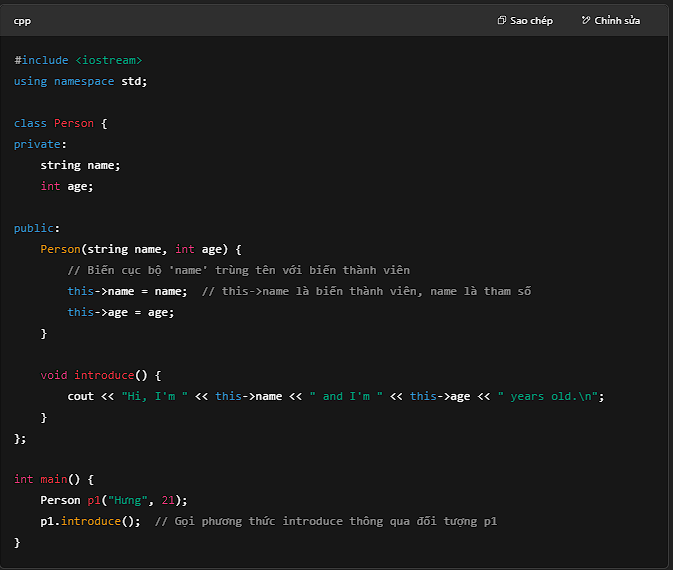 cpp
Sao chép
Chỉnh sửa
#include <iostream>
using namespace std;
class Person {
private:
    string name;
    int age;
public:
    Person(string name, int age) {
        // Biến cục bộ 'name' trùng tên với biến thành viên
        this->name = name;  // this->name là biến thành viên, name là tham số
        this->age = age;
    }
    void introduce() {
        cout << "Hi, I'm " << this->name << " and I'm " << this->age << " years old.\n";
    }
};
int main() {
    Person p1("Hưng", 21);
    p1.introduce();  // Gọi phương thức introduce thông qua đối tượng p1
}